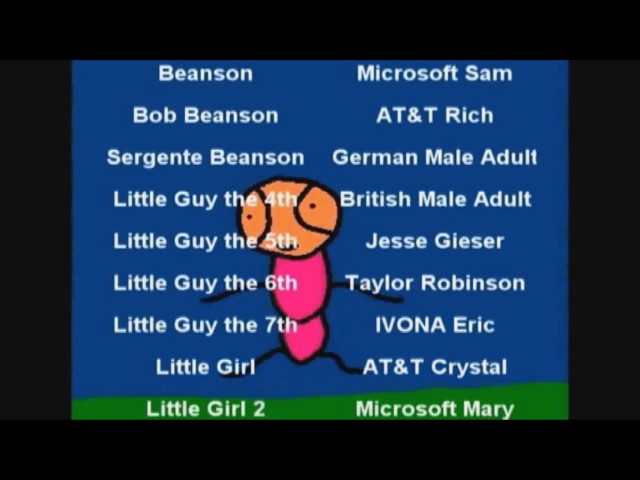 Beanson Microsoft Sam
Bob Beanson AT&T Rich
Sergente Beanson German Male Adult
Little Guy the 4th British Male Adult
Little Guy the 5th Jesse Gieser
Little Guy the 6th Taylor Robinson
Little Guy the 7th IVONA Eric
Little Girl AT&T Crystal
Little Girl 2 Microsoft Mary